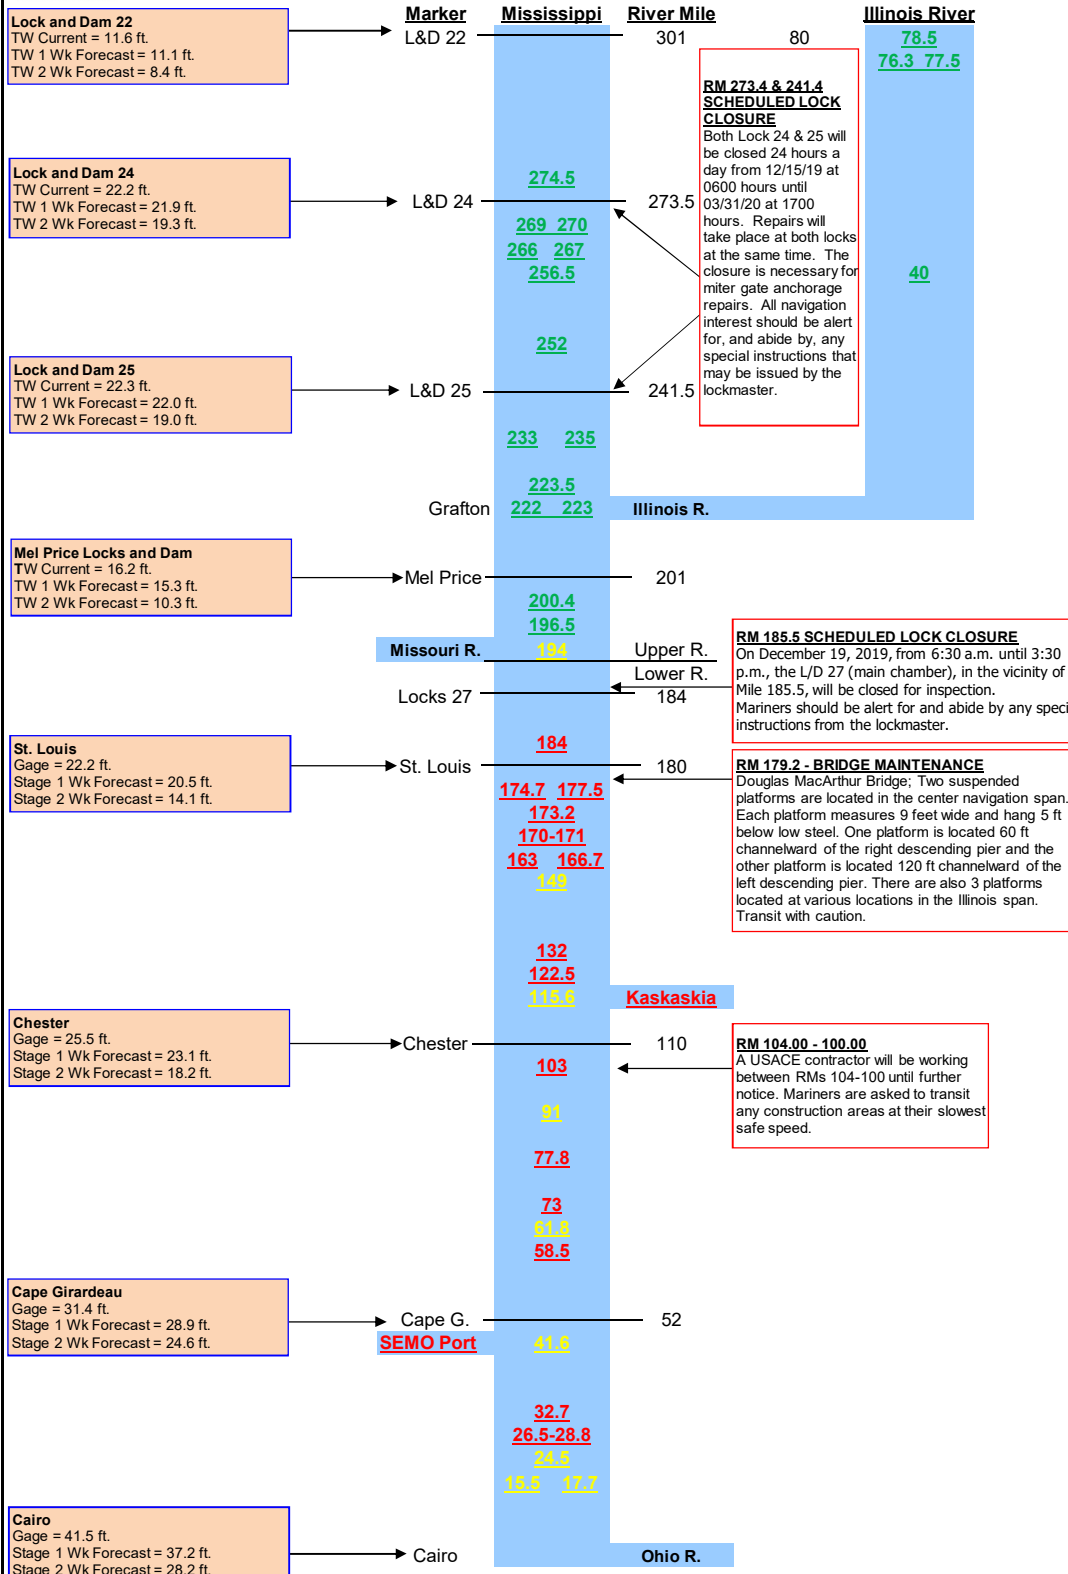 Marker Mississippi River Mile Illinois River
Lock and Dam 22
TW Current = 11.6 ft.
TW 1 Wk Forecast = 11.1 ft.
TW 2 Wk Forecast = 8.4 ft.
L&D 22 301 80 78.5
76.3 77.5
RM 273.4 & 241.4
SCHEDULED LOCK
CLOSURE
Both Lock 24 & 25 will
be closed 24 hours a
day from 12/15/19 at
0600 hours until
03/31/20 at 1700
hours. Repairs will
take place at both locks
at the same time. The
closure is necessary for
miter gate anchorage
repairs. All navigation
interest should be alert
for, and abide by, any
special instructions that
may be issued by the
lockmaster.
Lock and Dam 24
TW Current = 22.2 ft.
TW 1 Wk Forecast = 21.9 ft.
TW 2 Wk Forecast = 19.3 ft.
274.5
L&D 24 273.5
269 270
266 267
256.5 40
252
Lock and Dam 25
TW Current = 22.3 ft.
TW 1 Wk Forecast = 22.0 ft.
TW 2 Wk Forecast = 19.0 ft.
L&D 25 241.5
233 235
223.5
Grafton 222 223 Illinois R.
Mel Price Locks and Dam
TW Current = 16.2 ft.
TW 1 Wk Forecast = 15.3 ft.
TW 2 Wk Forecast = 10.3 ft.
Mel Price 201
200.4
196.5
Missouri R. 194 Upper R.
Lower R.
Locks 27 184
RM 185.5 SCHEDULED LOCK CLOSURE
On December 19, 2019, from 6:30 a.m. until 3:30
p.m., the L/D 27 (main chamber), in the vicinity of
Mile 185.5, will be closed for inspection.
Mariners should be alert for and abide by any speci
instructions from the lockmaster.
184
St. Louis
Gage = 22.2 ft.
Stage 1 Wk Forecast = 20.5 ft.
Stage 2 Wk Forecast = 14.1 ft.
St. Louis 180
174.7 177.5
173.2
170-171
163 166.7
149
RM 179.2 - BRIDGE MAINTENANCE
Douglas MacArthur Bridge; Two suspended
platforms are located in the center navigation span.
Each platform measures 9 feet wide and hang 5 ft
below low steel. One platform is located 60 ft
channelward of the right descending pier and the
other platform is located 120 ft channelward of the
left descending pier. There are also 3 platforms
located at various locations in the Illinois span.
Transit with caution.
132
122.5
115.6 Kaskaskia
Chester
Gage = 25.5 ft.
Stage 1 Wk Forecast = 23.1 ft.
Stage 2 Wk Forecast = 18.2 ft.
Chester 110
103
RM 104.00 - 100.00
A USACE contractor will be working
between RMs 104-100 until further
notice. Mariners are asked to transit
any construction areas at their slowest
safe speed.
91
77.8
73
61.8
58.5
Cape Girardeau
Gage = 31.4 ft.
Stage 1 Wk Forecast = 28.9 ft.
Stage 2 Wk Forecast = 24.6 ft.
Cape G. 52
SEMO Port 41.6
32.7
26.5-28.8
24.5
15.5 17.7
Cairo
Gage = 41.5 ft.
Stage 1 Wk Forecast = 37.2 ft.
Stage 2 Wk Forecast = 28.2 ft.
Cairo Ohio R.